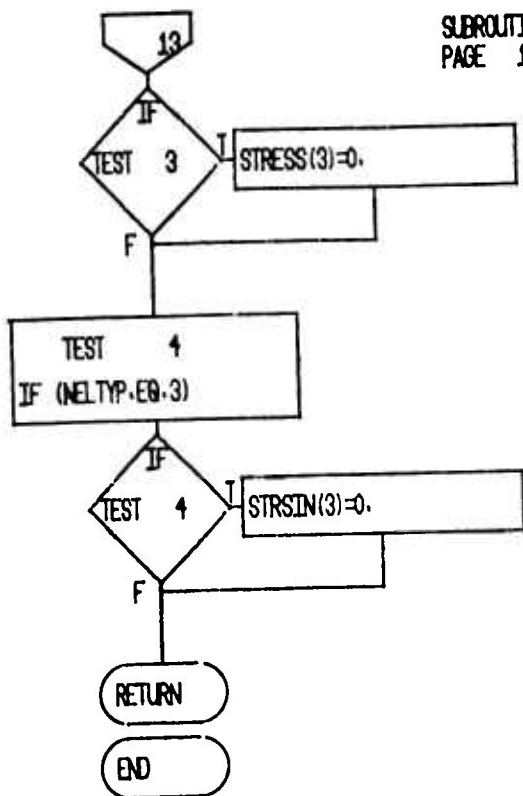 13
SUBROUTI
PAGE 1
IF
TEST 3
T
STRESS(3)=0.
F
TEST 4
IF (NELTYP.EQ.3)
IF
TEST 4
T
STRSIN(3)=0.
F
RETURN
END